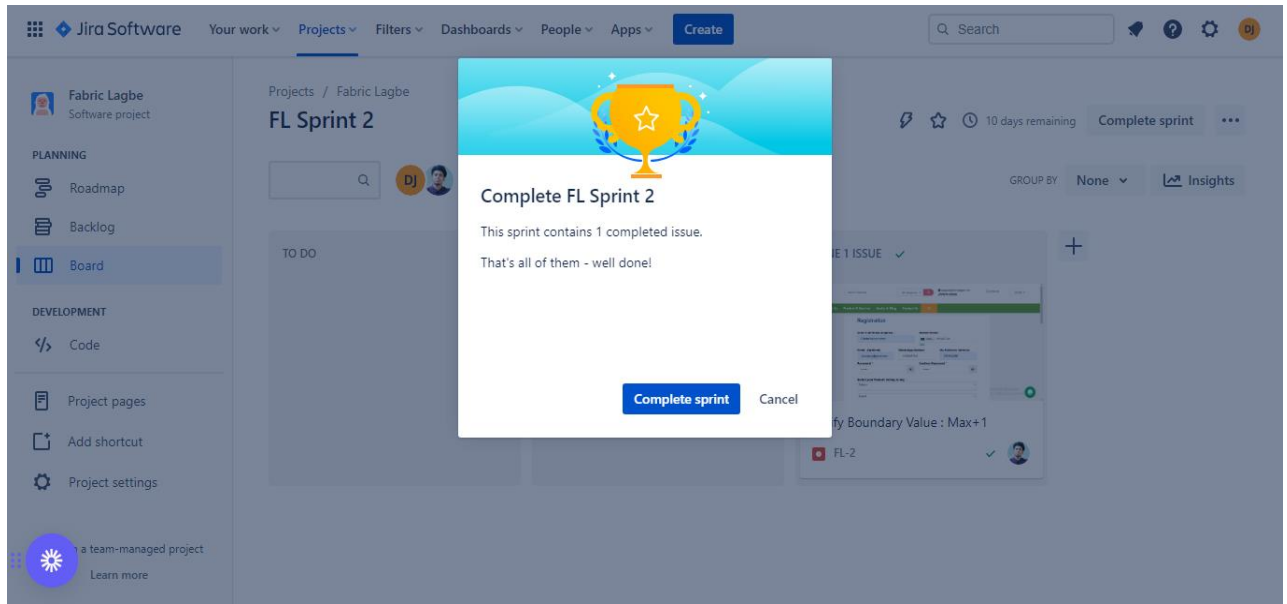 Jira Software Your work Projects Filters Dashboards People Apps Create Search DJ
Fabric Lagbe
Software project
PLANNING
Roadmap
Backlog
Board
DEVELOPMENT
Code
Project pages
Add shortcut
Project settings
a team-managed project
Learn more
Projects / Fabric Lagbe
FL Sprint 2
10 days remaining Complete sprint
DJ
GROUP BY None Insights
TO DO
1 ISSUE
Registration
Boundary Value : Max+1
FL-2
Complete FL Sprint 2
This sprint contains 1 completed issue.
That's all of them - well done!
Complete sprint Cancel